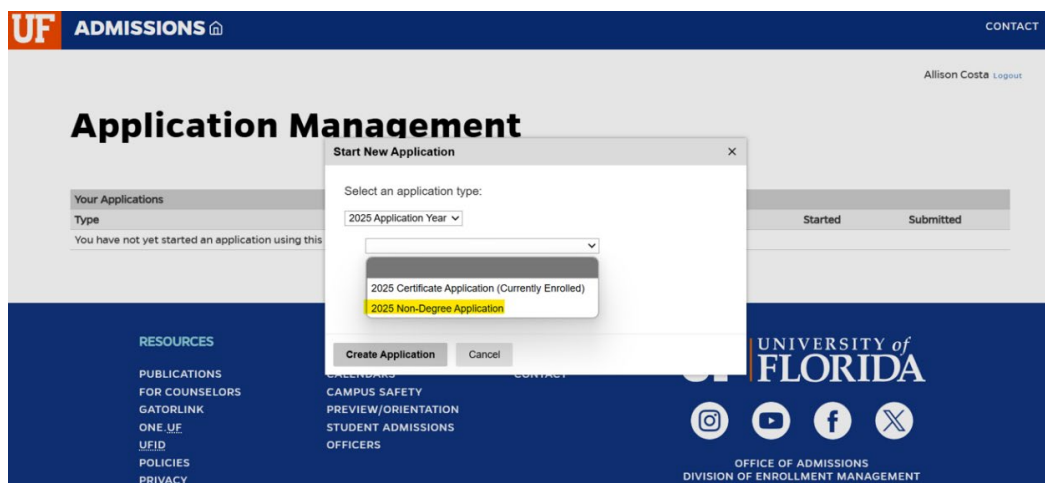 UF ADMISSIONS CONTACT
Allison Costa Logout
Application Management
Start New Application ×
Select an application type:
2025 Application Year
Your Applications
Type Started Submitted
You have not yet started an application using this
2025 Certificate Application (Currently Enrolled)
2025 Non-Degree Application
Create Application Cancel
RESOURCES
PUBLICATIONS
FOR COUNSELORS
GATORLINK
ONE.UF
UFID
POLICIES
PRIVACY
CALENDARS
CAMPUS SAFETY
PREVIEW/ORIENTATION
STUDENT ADMISSIONS
OFFICERS
CONTACT
UF UNIVERSITY of
FLORIDA
OFFICE OF ADMISSIONS
DIVISION OF ENROLLMENT MANAGEMENT